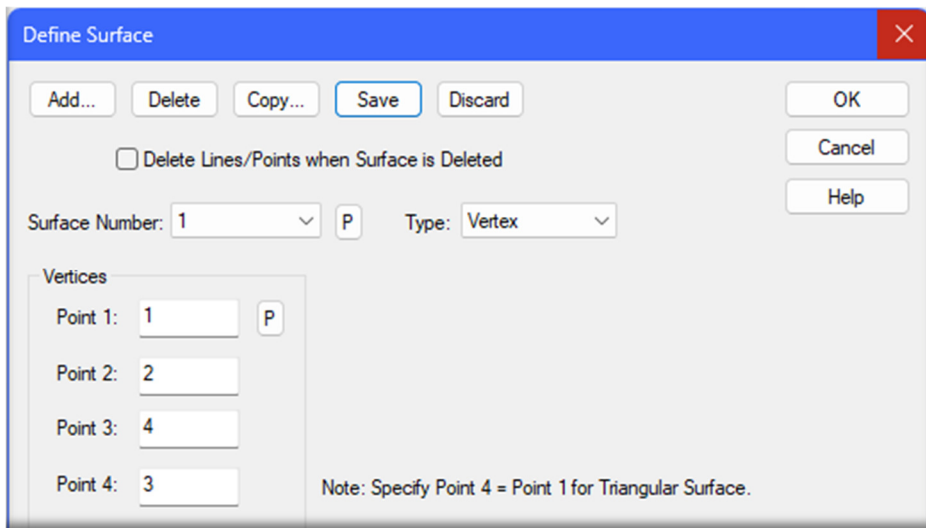 Define Surface
Add... Delete Copy... Save Discard OK
Delete Lines/Points when Surface is Deleted Cancel
Help
Surface Number: 1 P Type: Vertex
Vertices
Point 1: 1 P
Point 2: 2
Point 3: 4
Point 4: 3 Note: Specify Point 4 = Point 1 for Triangular Surface.